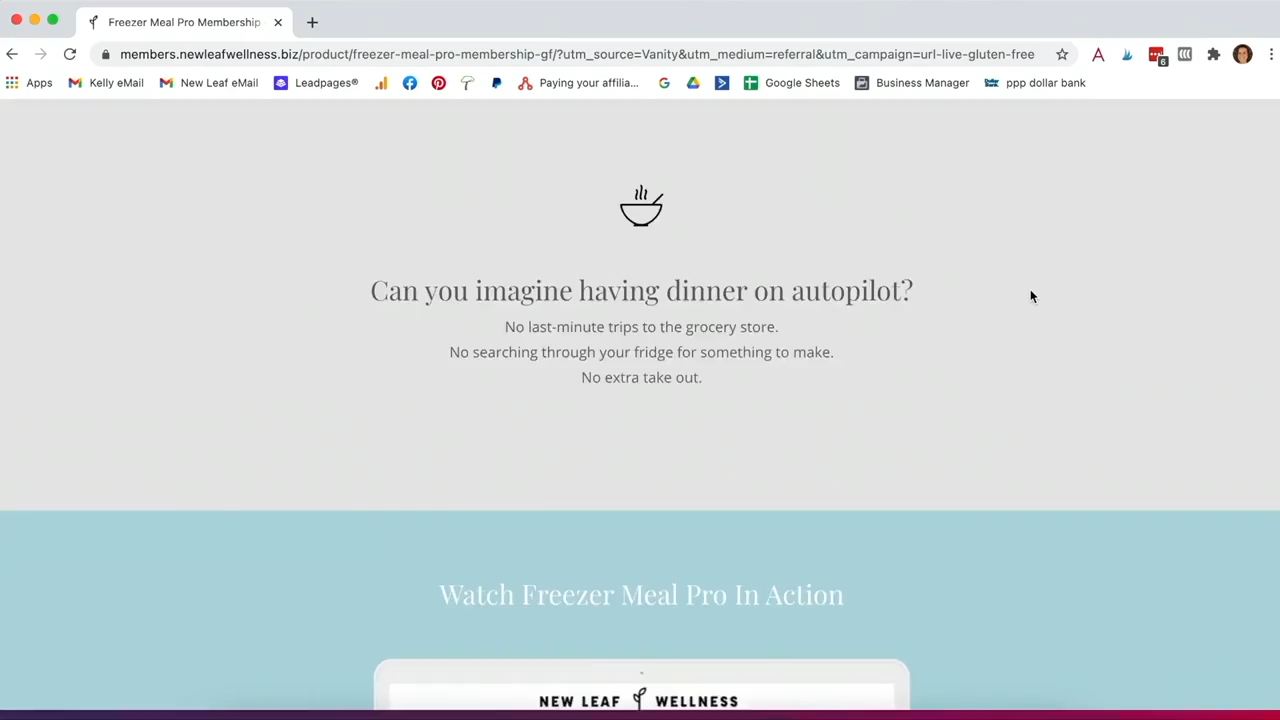 Freezer Meal Pro Membership
members.newleafwellness.biz/product/freezer-meal-pro-membership-gf/?utm_source=Vanity&utm_medium=referral&utm_campaign=url-live-gluten-free
6
Apps Kelly eMail New Leaf eMail Leadpages® Paying your affilia... Google Sheets Business Manager ppp dollar bank
Can you imagine having dinner on autopilot?
No last-minute trips to the grocery store.
No searching through your fridge for something to make.
No extra take out.
Watch Freezer Meal Pro In Action
NEW LEAF WELLNESS